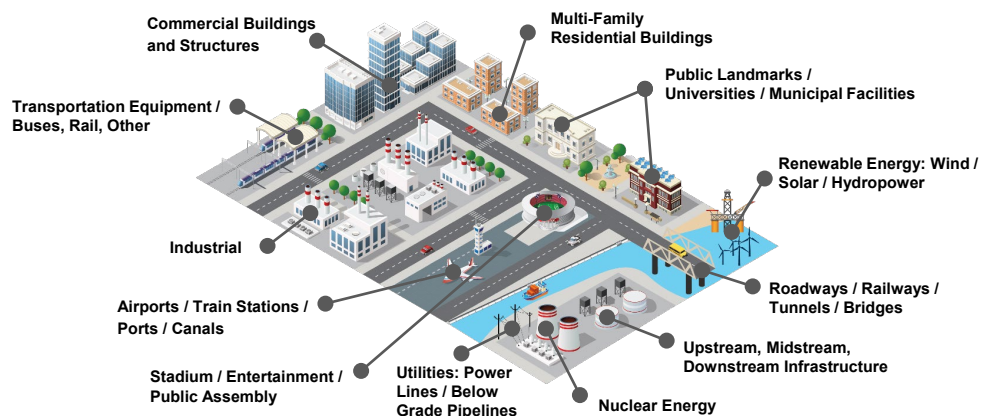 Commercial Buildings
and Structures
Multi-Family
Residential Buildings
Public Landmarks /
Universities / Municipal Facilities
Transportation Equipment /
Buses, Rail, Other
Renewable Energy: Wind /
Solar / Hydropower
Industrial
Airports / Train Stations /
Ports / Canals
Roadways / Railways /
Tunnels / Bridges
Stadium / Entertainment /
Public Assembly
Utilities: Power
Lines / Below
Grade Pipelines
Nuclear Energy
Upstream, Midstream,
Downstream Infrastructure